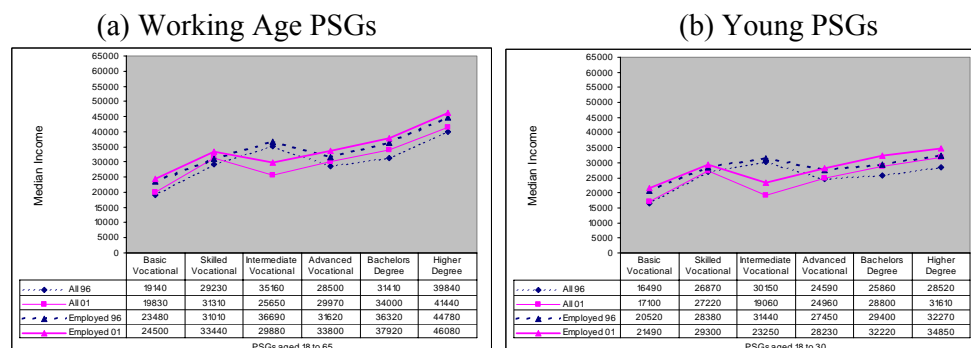 (a) Working Age PSGs
65000
60000
55000
50000
45000
40000
35000
30000
25000
20000
15000
10000
5000
0
Median Income
Basic Vocational Skilled Vocational Intermediate Vocational Advanced Vocational Bachelors Degree Higher Degree
All 96 19140 29230 35160 28500 31410 39840
All 01 19830 31310 25650 29970 34000 41440
Employed 96 23480 31010 36690 31620 36320 44780
Employed 01 24500 33440 29880 33800 37920 46080
PSGs aged 18 to 65
(b) Young PSGs
65000
60000
55000
50000
45000
40000
35000
30000
25000
20000
15000
10000
5000
0
Median Income
Basic Vocational Skilled Vocational Intermediate Vocational Advanced Vocational Bachelors Degree Higher Degree
All 96 16490 26870 30150 24590 25860 28520
All 01 17100 27220 19060 24960 28800 31610
Employed 96 20520 28380 31440 27450 29400 32270
Employed 01 21490 29300 23250 28230 32220 34850
PSGs aged 18 to 30